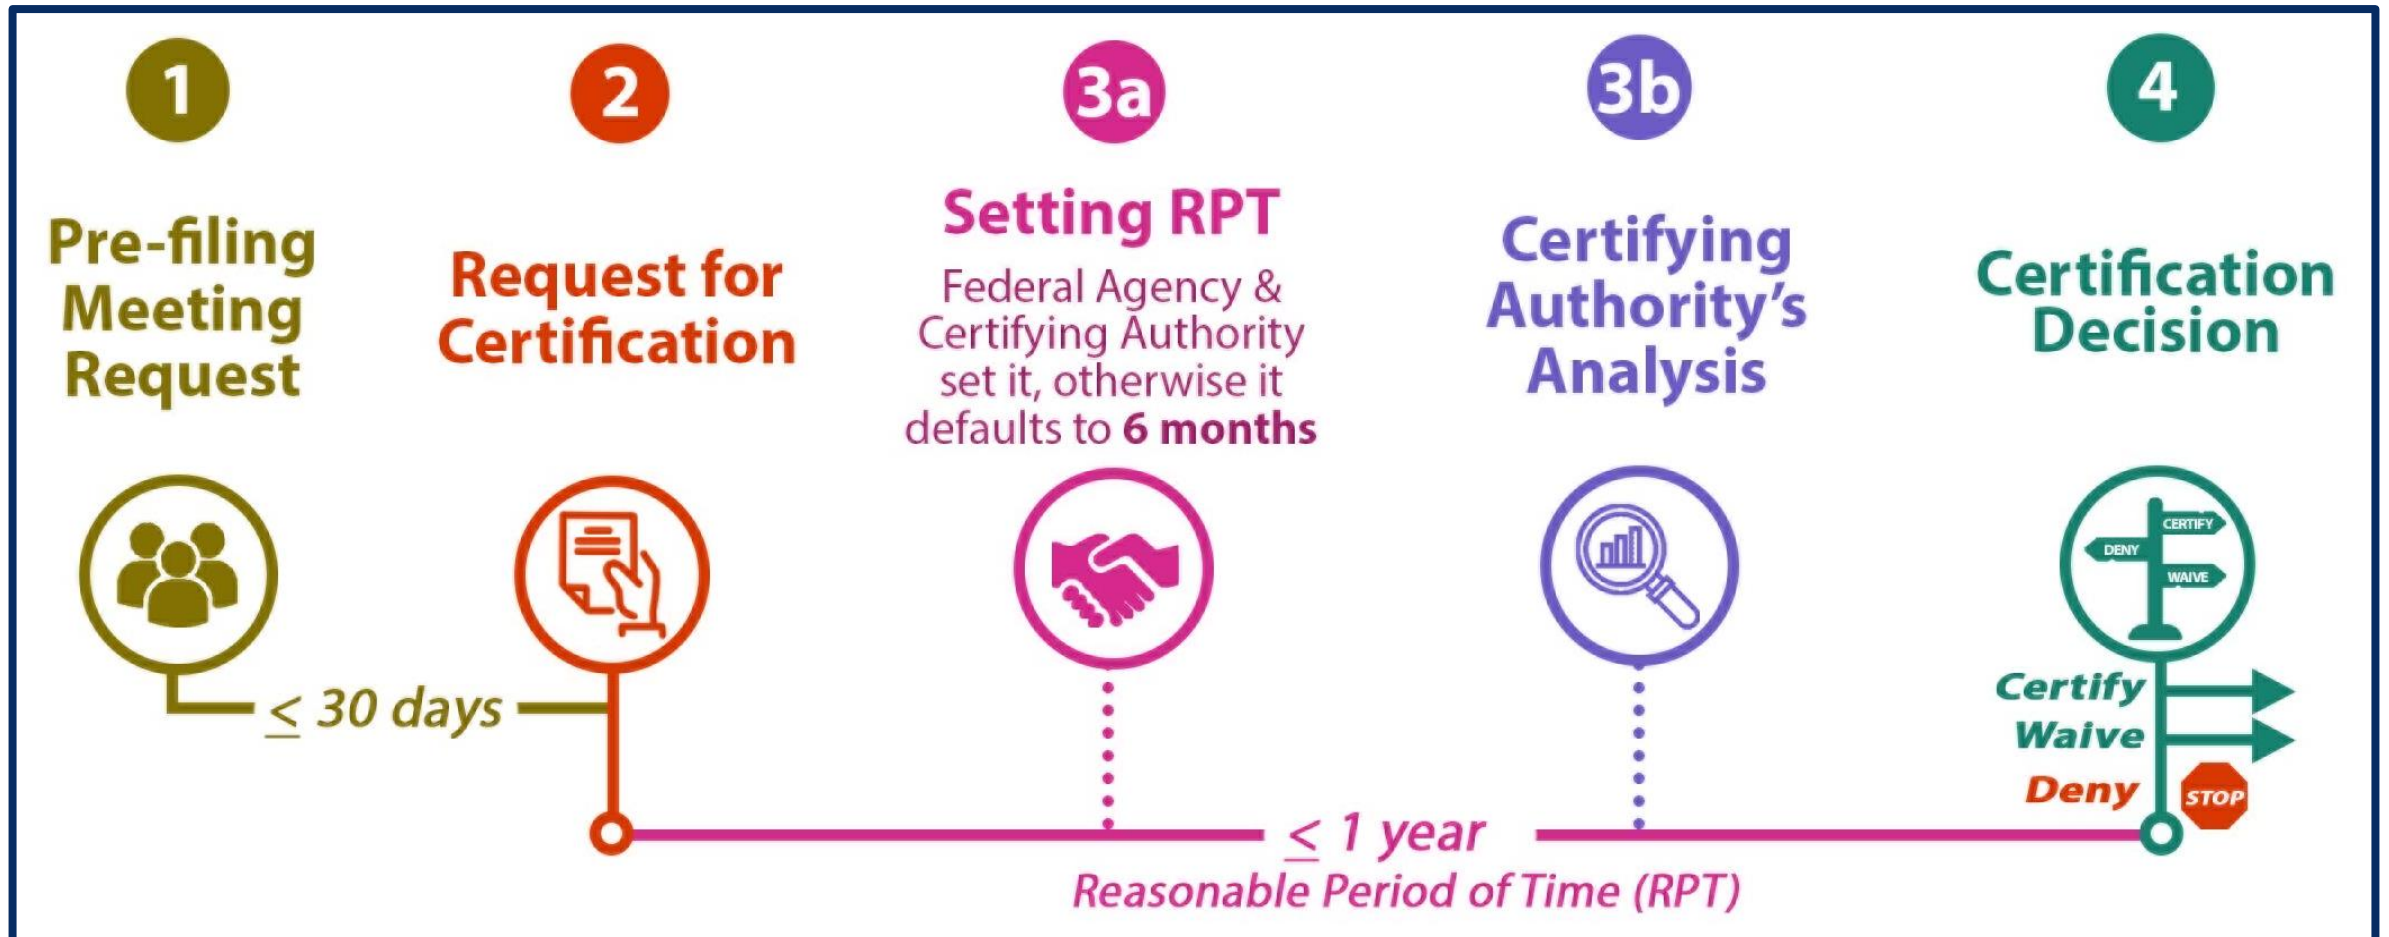 1
Pre-filing
Meeting
Request
≤ 30 days
2
Request for
Certification
3a
Setting RPT
Federal Agency &
Certifying Authority
set it, otherwise it
defaults to 6 months
3b
Certifying
Authority’s
Analysis
4
Certification
Decision
CERTIFY
DENY
WAIVE
Certify
Waive
Deny
STOP
≤ 1 year
Reasonable Period of Time (RPT)